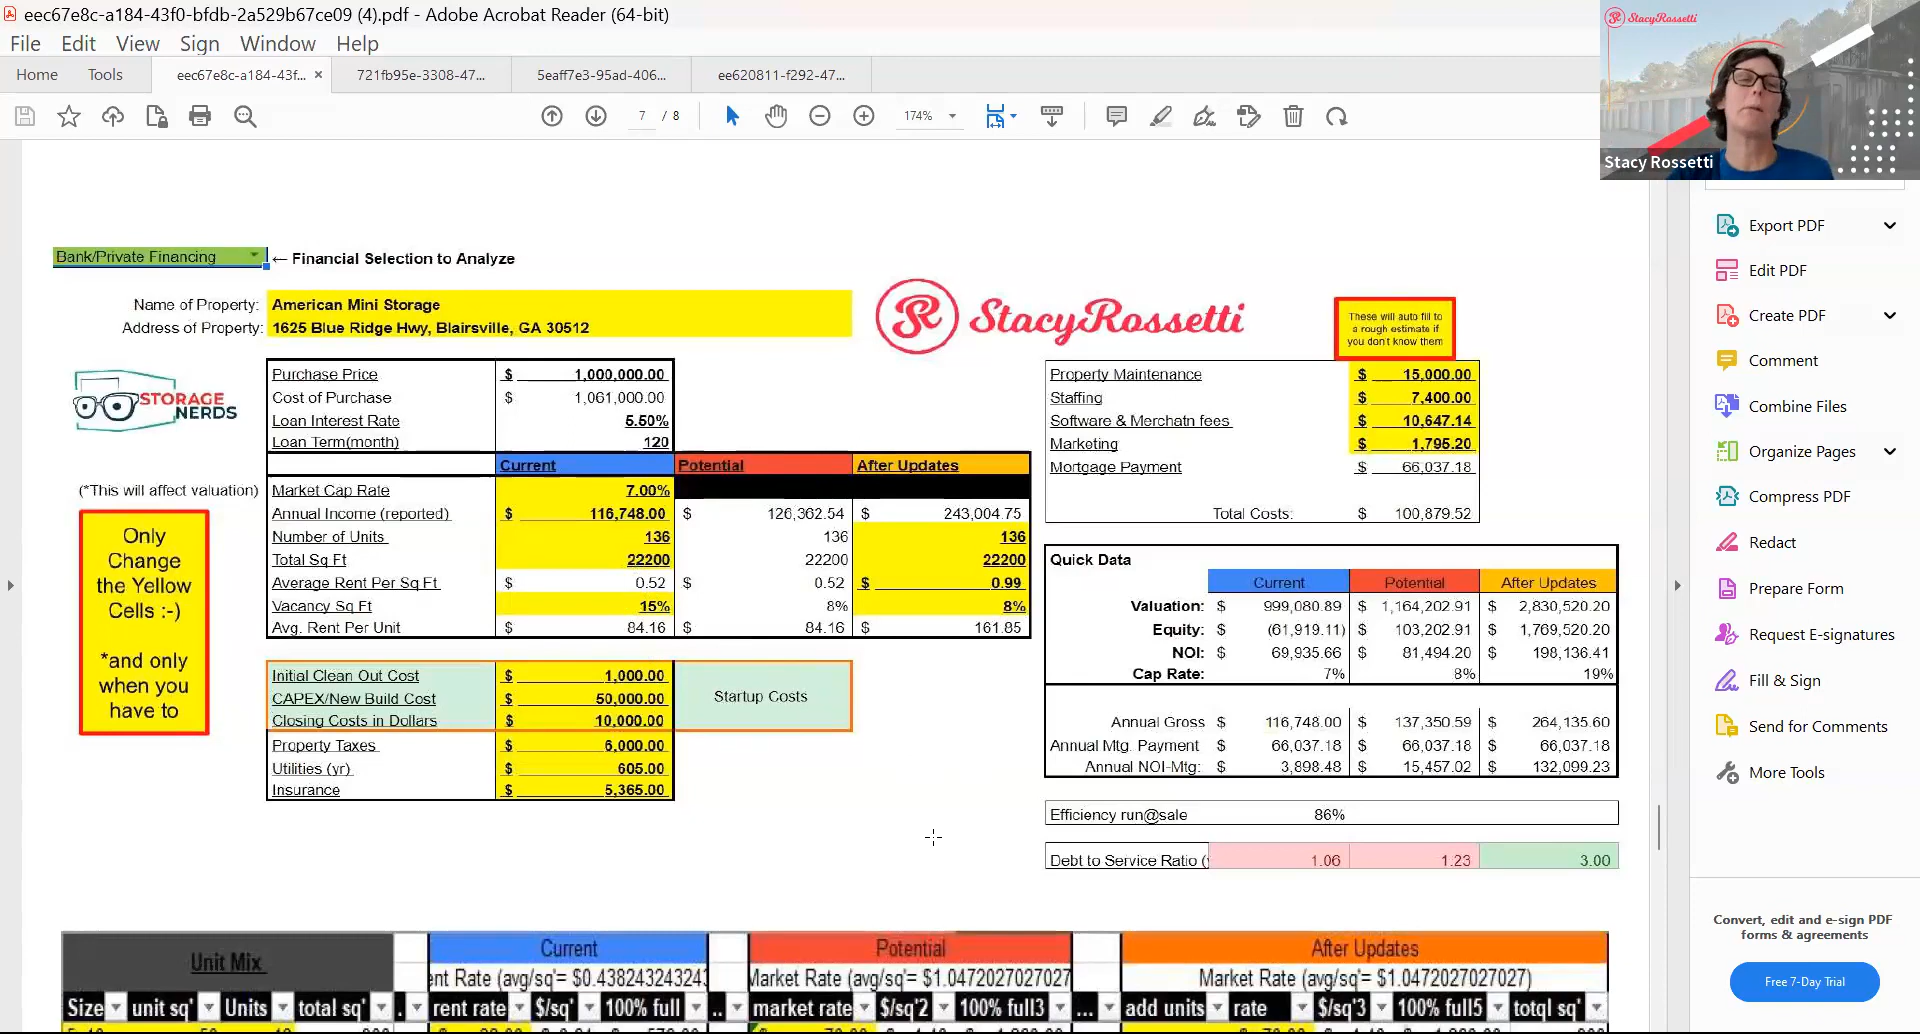 eec67e8c-a184-43f0-bfdb-2a529b67ce09 (4).pdf - Adobe Acrobat Reader (64-bit)
File Edit View Sign Window Help
Home Tools eec67e8c-a184-43f... × 721fb95e-3308-47... 5eaff7e3-95ad-406... ee620811-f292-47...
7 / 8 174%
StacyRossetti
Stacy Rossetti
Bank/Private Financing ← Financial Selection to Analyze
Name of Property: American Mini Storage
Address of Property: 1625 Blue Ridge Hwy, Blairsville, GA 30512
SR StacyRossetti
These will auto fill to
a rough estimate if
you don't know them
STORAGE
NERDS
Purchase Price $ 1,000,000.00
Cost of Purchase $ 1,061,000.00
Loan Interest Rate 5.50%
Loan Term(month) 120
Current Potential After Updates
(*This will affect valuation) Market Cap Rate 7.00%
Annual Income (reported) $ 116,748.00 $ 126,362.54 $ 243,004.75
Number of Units 136 136 136
Total Sq Ft 22200 22200 22200
Average Rent Per Sq Ft $ 0.52 $ 0.52 $ 0.99
Vacancy Sq Ft 15% 8% 8%
Avg. Rent Per Unit $ 84.16 $ 84.16 $ 161.85
Only
Change
the Yellow
Cells :-)
*and only
when you
have to
Initial Clean Out Cost $ 1,000.00
CAPEX/New Build Cost $ 50,000.00
Closing Costs in Dollars $ 10,000.00
Startup Costs
Property Taxes $ 6,000.00
Utilities (yr) $ 605.00
Insurance $ 5,365.00
Property Maintenance $ 15,000.00
Staffing $ 7,400.00
Software & Merchatn fees $ 10,647.14
Marketing $ 1,795.20
Mortgage Payment $ 66,037.18
Total Costs: $ 100,879.52
Quick Data
Current Potential After Updates
Valuation: $ 999,080.89 $ 1,164,202.91 $ 2,830,520.20
Equity: $ (61,919.11) $ 103,202.91 $ 1,769,520.20
NOI: $ 69,935.66 $ 81,494.20 $ 198,136.41
Cap Rate: 7% 8% 19%
Annual Gross $ 116,748.00 $ 137,350.59 $ 264,135.60
Annual Mtg. Payment $ 66,037.18 $ 66,037.18 $ 66,037.18
Annual NOI-Mtg: $ 3,898.48 $ 15,457.02 $ 132,099.23
Efficiency run@sale 86%
Debt to Service Ratio ( 1.06 1.23 3.00
Unit Mix Current Potential After Updates
ent Rate (avg/sq'= $0.438243243243 Market Rate (avg/sq'= $1.0472027027027 Market Rate (avg/sq'= $1.0472027027027)
Size unit sq' Units total sq' . rent rate $/sq' 100% full .. market rate $/sq'2 100% full3 ... add units rate $/sq'3 100% full5 totql sq'
Export PDF
Edit PDF
Create PDF
Comment
Combine Files
Organize Pages
Compress PDF
Redact
Prepare Form
Request E-signatures
Fill & Sign
Send for Comments
More Tools
Convert, edit and e-sign PDF
forms & agreements
Free 7-Day Trial